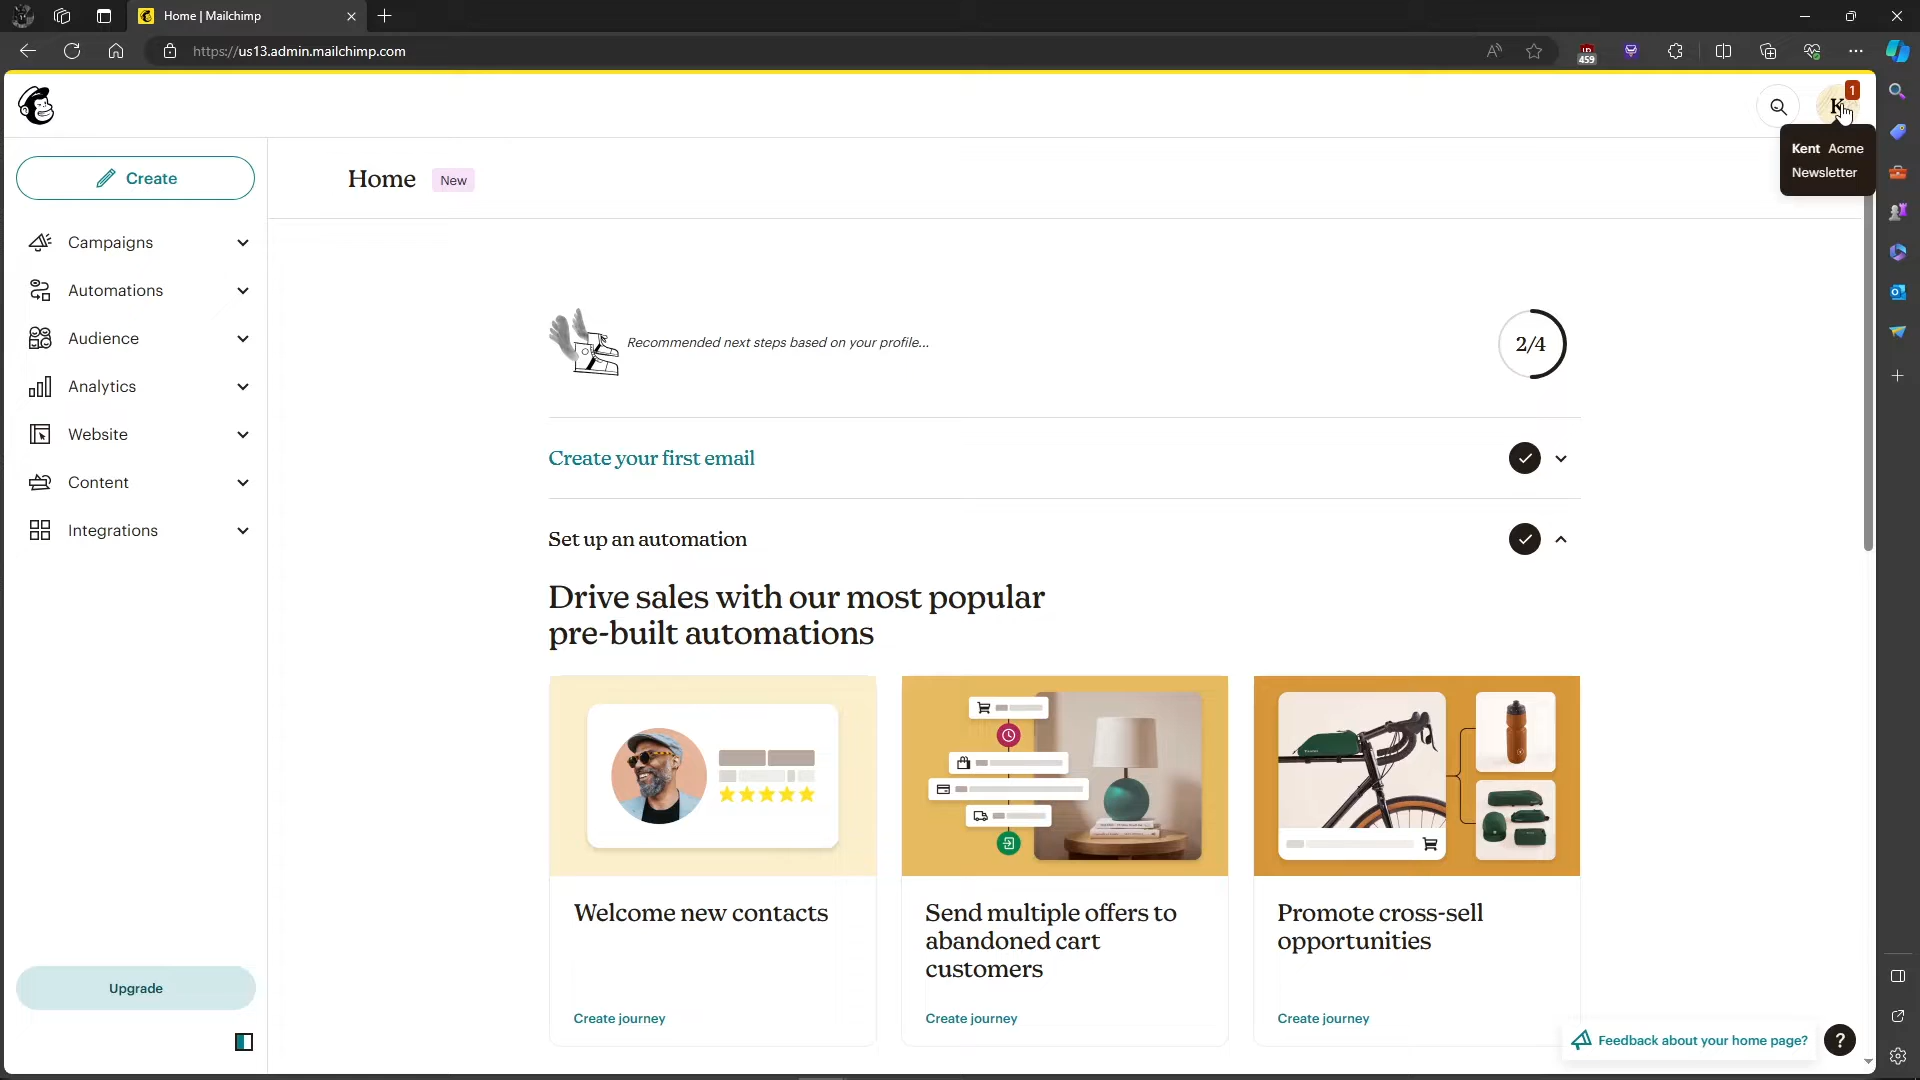 Home | Mailchimp
https://us13.admin.mailchimp.com
459
1
K
Kent Acme
Newsletter
Create
Home New
Campaigns
Automations
Audience
Analytics
Website
Content
Integrations
Recommended next steps based on your profile...
2/4
Create your first email
Set up an automation
Drive sales with our most popular
pre-built automations
Welcome new contacts
Create journey
Send multiple offers to
abandoned cart
customers
Create journey
Promote cross-sell
opportunities
Create journey
Upgrade
Feedback about your home page?
?